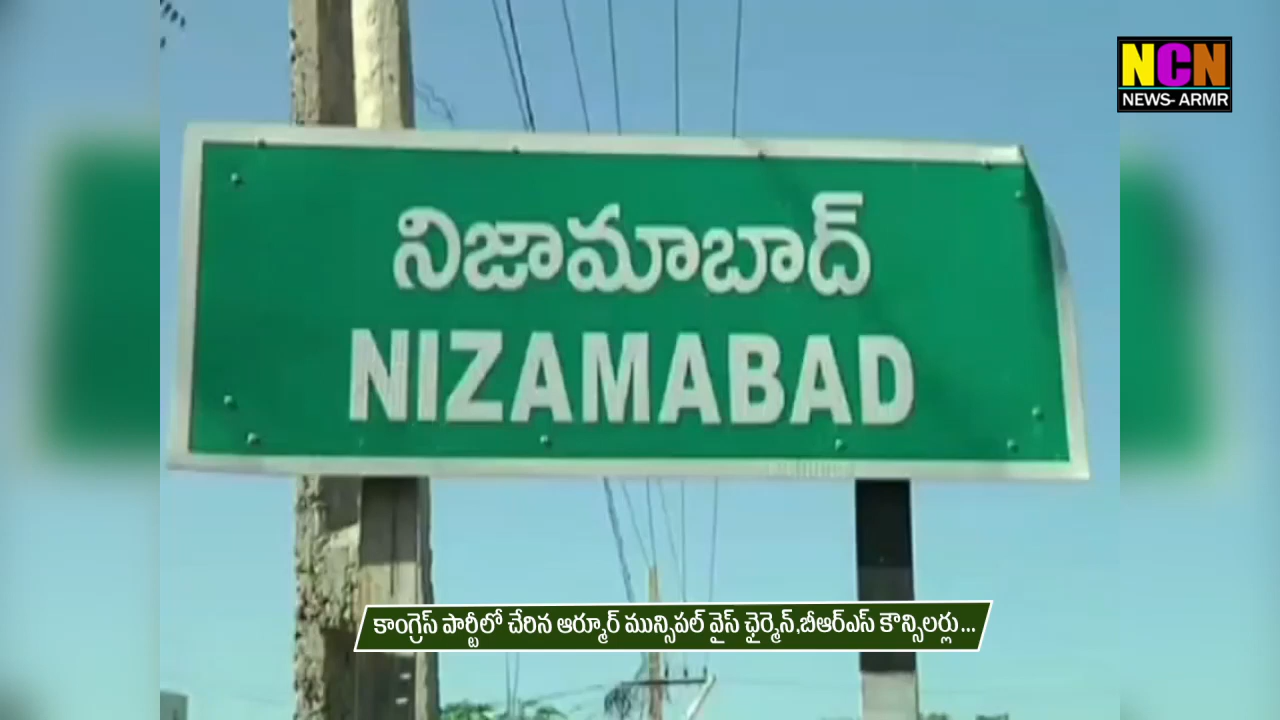 NCN
NEWS- ARMR
నిజామాబాద్
NIZAMABAD
కాంగ్రెస్ పార్టీలో చేరిన ఆర్మూర్ మున్సిపల్ వైస్ ఛైర్మెన్,బీఆర్ఎస్ కౌన్సిలర్లు...